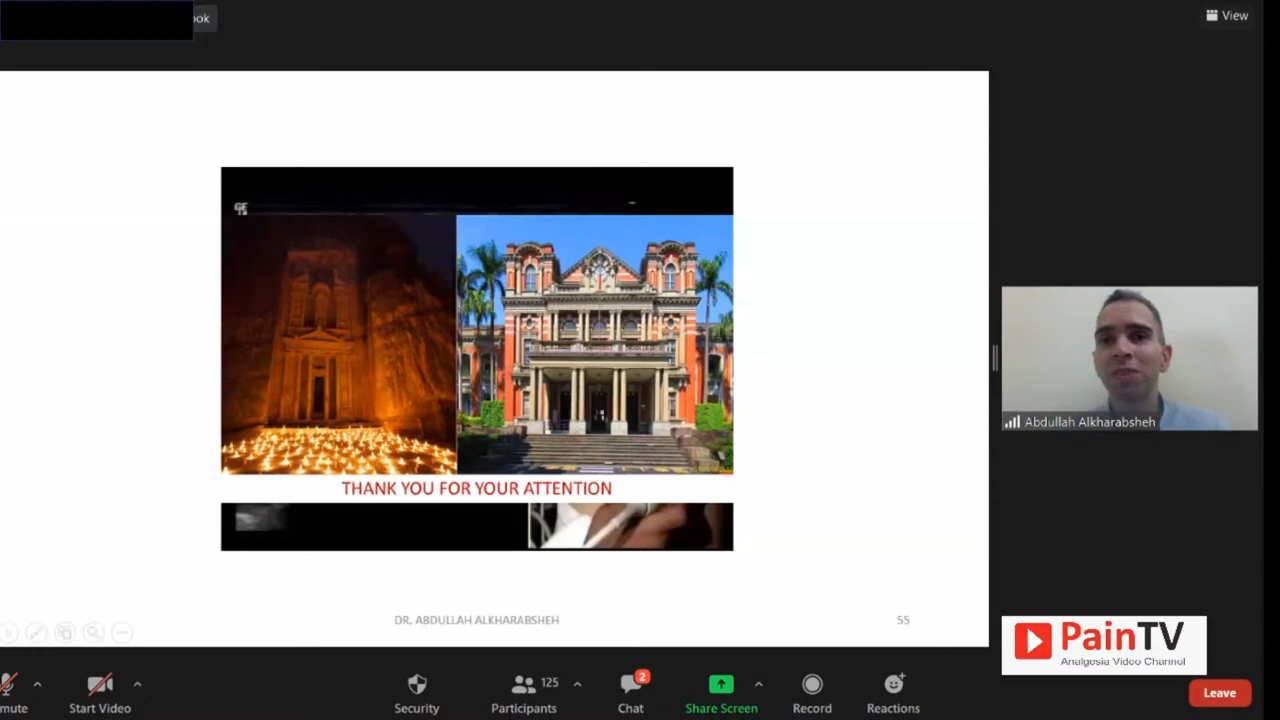 ook
View
GE
THANK YOU FOR YOUR ATTENTION
DR. ABDULLAH ALKHARABSHEH
55
Abdullah Alkharabsheh
PainTV
Analgesia Video Channel
mute
Start Video
Security
125
Participants
2
Chat
Share Screen
Record
Reactions
Leave